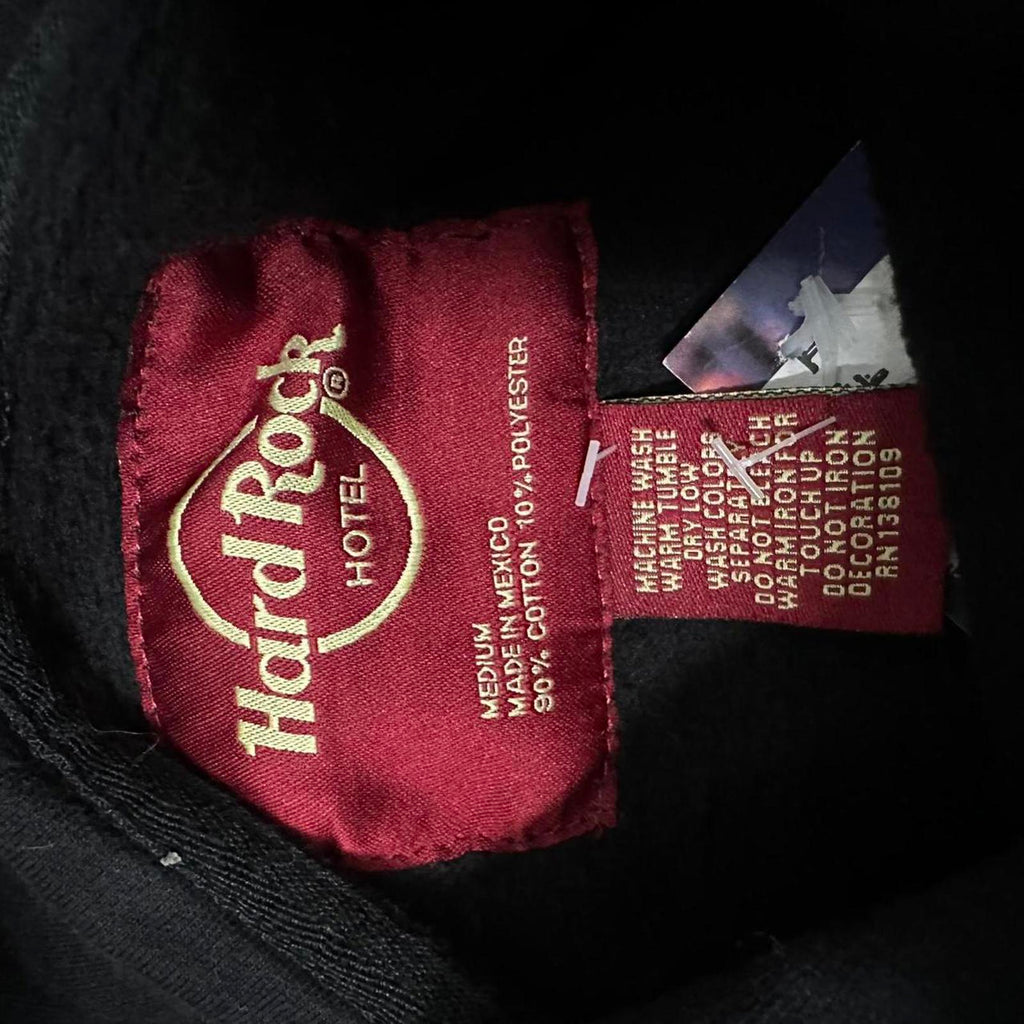 Hard Rock ®
HOTEL
MEDIUM
MADE IN MEXICO
90% COTTON 10% POLYESTER
MACHINE WASH
WARM TUMBLE
DRY LOW
WASH COLORS
SEPARATELY
DO NOT BLEACH
WARM IRON FOR
TOUCH UP
DO NOT IRON
DECORATION
RN138109